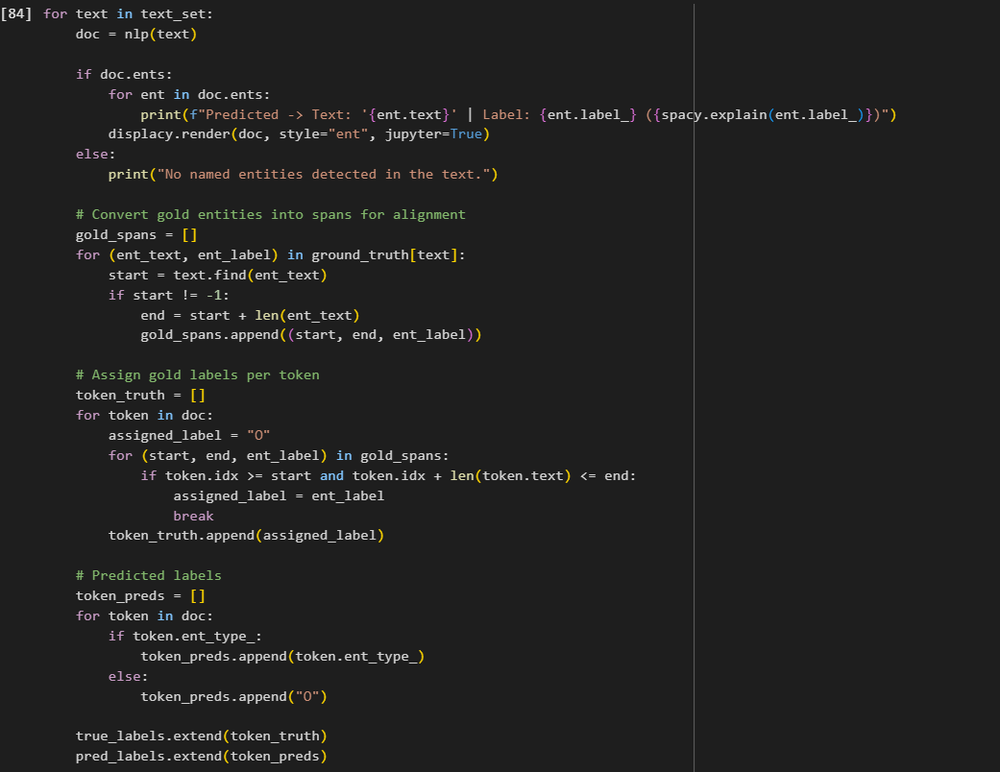 [84] for text in text_set:
    doc = nlp(text)

    if doc.ents:
        for ent in doc.ents:
            print(f"Predicted -> Text: '{ent.text}' | Label: {ent.label_} ({spacy.explain(ent.label_)})")
        displacy.render(doc, style="ent", jupyter=True)
    else:
        print("No named entities detected in the text.")

    # Convert gold entities into spans for alignment
    gold_spans = []
    for (ent_text, ent_label) in ground_truth[text]:
        start = text.find(ent_text)
        if start != -1:
            end = start + len(ent_text)
            gold_spans.append((start, end, ent_label))

    # Assign gold labels per token
    token_truth = []
    for token in doc:
        assigned_label = "O"
        for (start, end, ent_label) in gold_spans:
            if token.idx >= start and token.idx + len(token.text) <= end:
                assigned_label = ent_label
                break
        token_truth.append(assigned_label)

    # Predicted labels
    token_preds = []
    for token in doc:
        if token.ent_type_:
            token_preds.append(token.ent_type_)
        else:
            token_preds.append("O")

    true_labels.extend(token_truth)
    pred_labels.extend(token_preds)